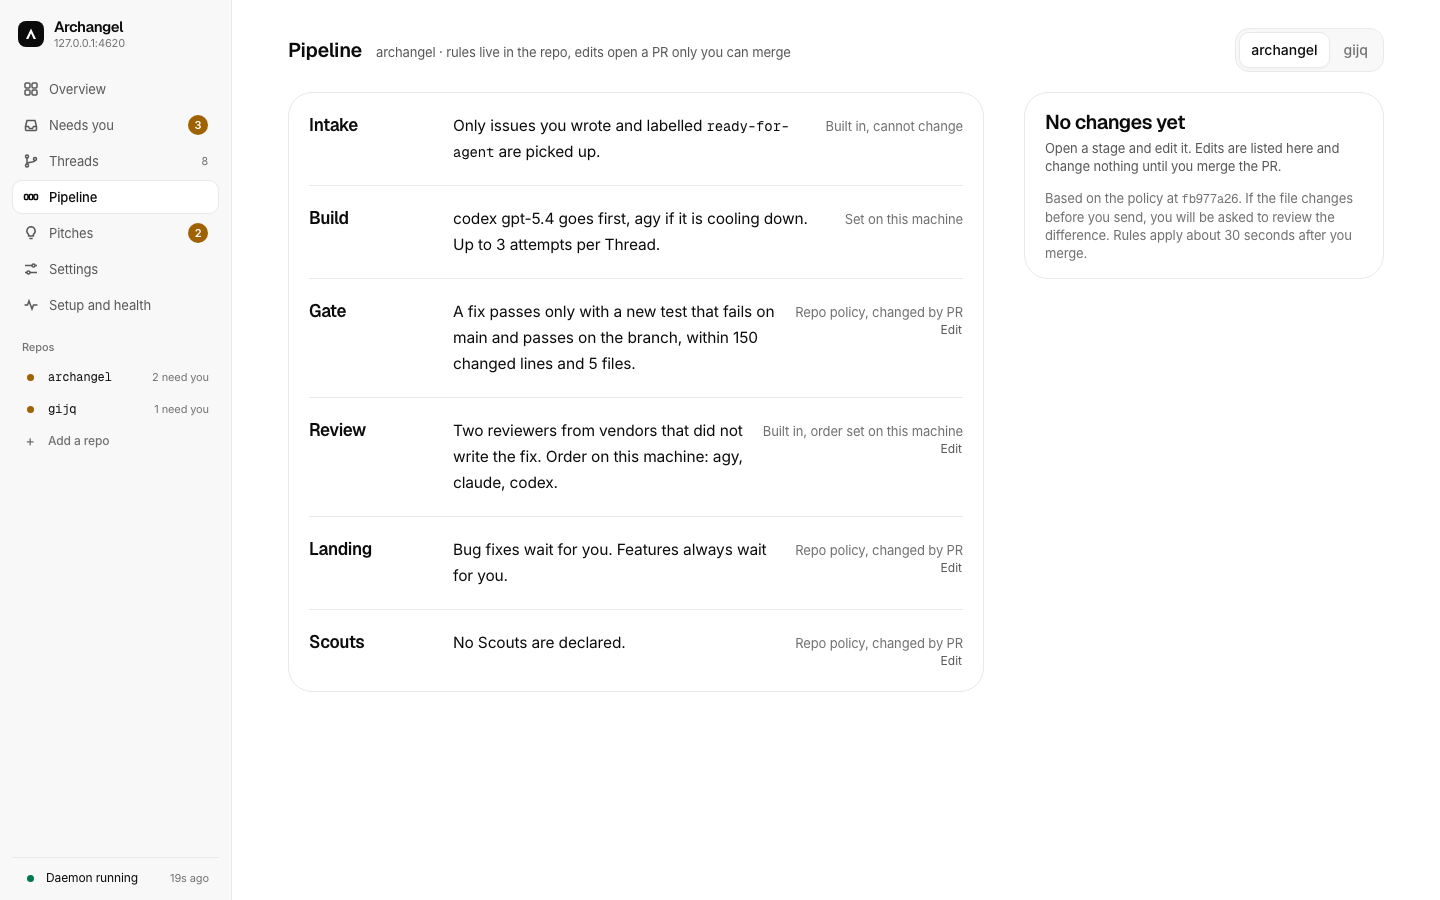 Archangel
127.0.0.1:4620
Overview
Needs you 3
Threads 8
Pipeline
Pitches 2
Settings
Setup and health
Repos
archangel 2 need you
gijq 1 need you
+ Add a repo
Daemon running 19s ago
Pipeline archangel · rules live in the repo, edits open a PR only you can merge
archangel gijq
Intake
Only issues you wrote and labelled ready-for-
agent are picked up.
Built in, cannot change
Build
codex gpt-5.4 goes first, agy if it is cooling down.
Up to 3 attempts per Thread.
Set on this machine
Gate
A fix passes only with a new test that fails on
main and passes on the branch, within 150
changed lines and 5 files.
Repo policy, changed by PR
Edit
Review
Two reviewers from vendors that did not
write the fix. Order on this machine: agy,
claude, codex.
Built in, order set on this machine
Edit
Landing
Bug fixes wait for you. Features always wait
for you.
Repo policy, changed by PR
Edit
Scouts
No Scouts are declared.
Repo policy, changed by PR
Edit
No changes yet
Open a stage and edit it. Edits are listed here and
change nothing until you merge the PR.
Based on the policy at fb977a26. If the file changes
before you send, you will be asked to review the
difference. Rules apply about 30 seconds after you
merge.